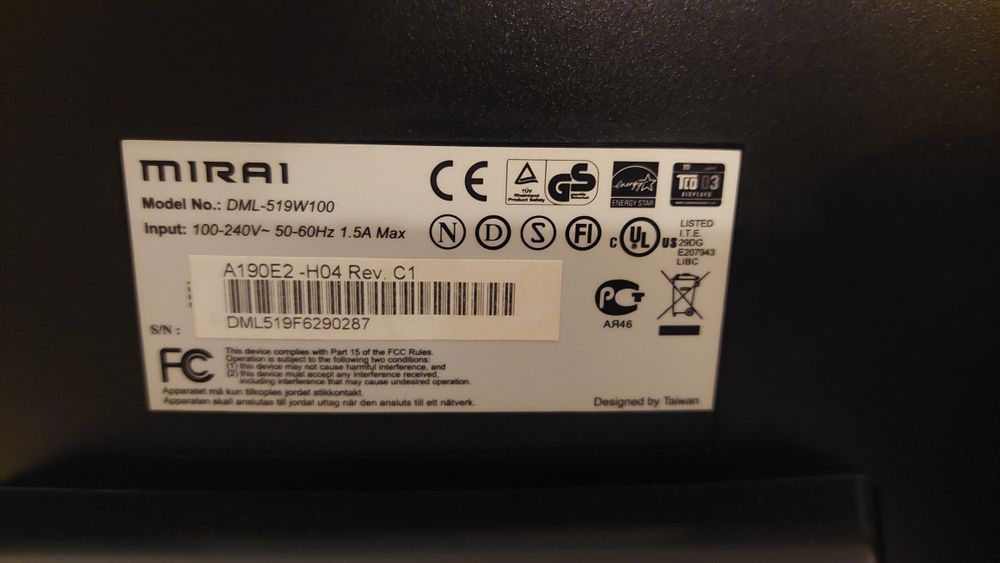 MIRAI
Model No.: DML-519W100
Input: 100-240V~ 50-60Hz 1.5A Max
CE
TÜV
Rheinland
Product Safety
GS
geprüfte
Sicherheit
energy
ENERGY STAR
TCO 03
DISPLAYS
N
D
S
FI
c UL US
LISTED
I.T.E.
29DG
E207943
LIBC
A190E2 -H04 Rev. C1
DML519F6290287
S/N :
РСТ
АЯ46
FC
This device complies with Part 15 of the FCC Rules.
Operation is subject to the following two conditions:
(1) this device may not cause harmful interference, and
(2) this device must accept any interference received,
including interference that may cause undesired operation.
Apparatet må kun tilkoples jordet stikkontakt.
Apparaten skall anslutas till jordat uttag när den ansluts till ett nätverk.
Designed by Taiwan